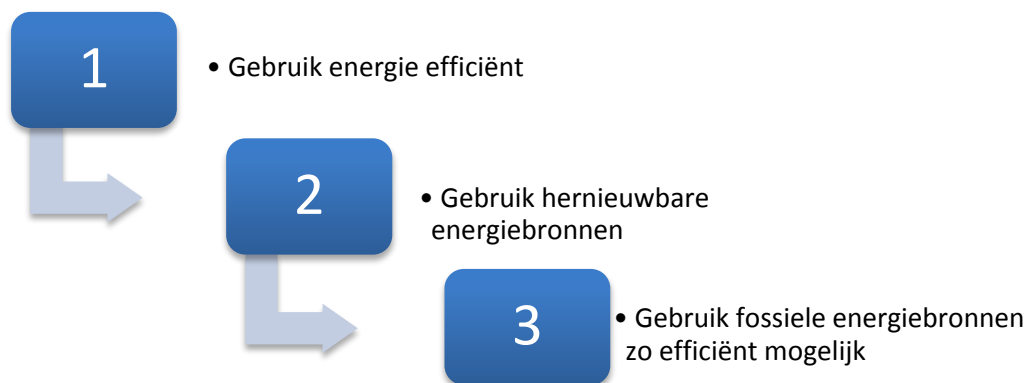 1
• Gebruik energie efficiënt
2
• Gebruik hernieuwbare
energiebronnen
3
• Gebruik fossiele energiebronnen
zo efficiënt mogelijk